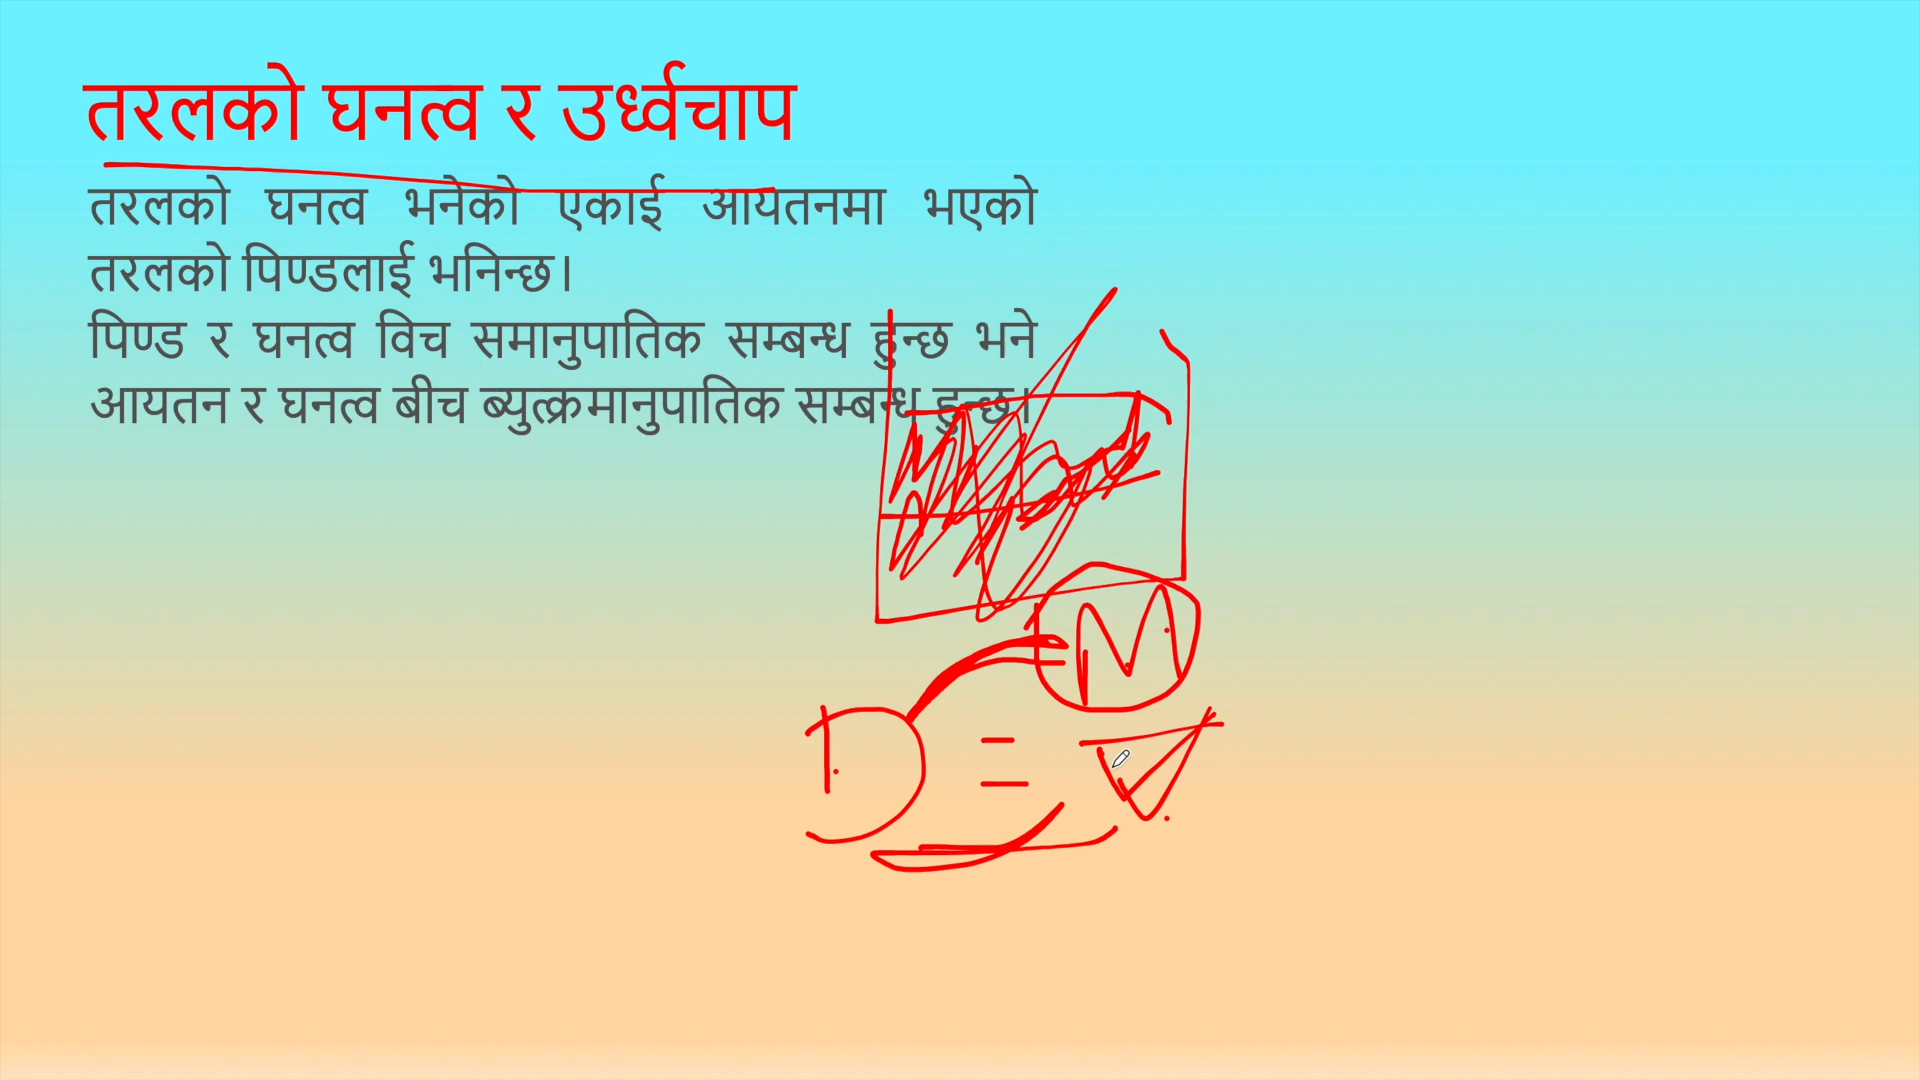 तरलको घनत्व र उर्ध्वचाप
तरलको घनत्व भनेको एकाई आयतनमा भएको
तरलको पिण्डलाई भनिन्छ।
पिण्ड र घनत्व विच समानुपातिक सम्बन्ध हुन्छ भने
आयतन र घनत्व बीच ब्युत्क्रमानुपातिक सम्बन्ध हुन्छ।
M
D = V